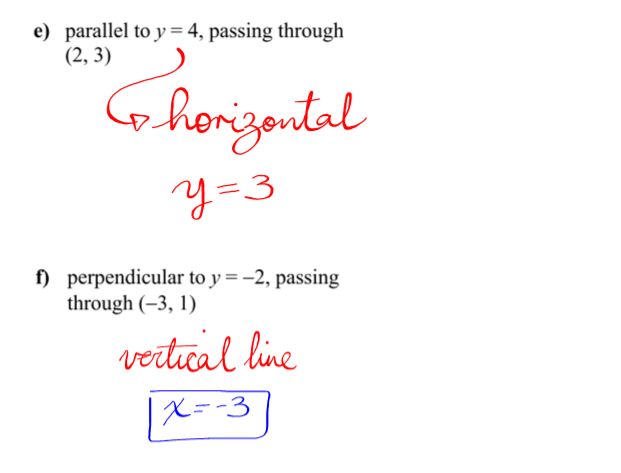 e) parallel to y = 4, passing through
(2, 3)
horizontal
y = 3
f) perpendicular to y = –2, passing
through (–3, 1)
vertical line
x = -3